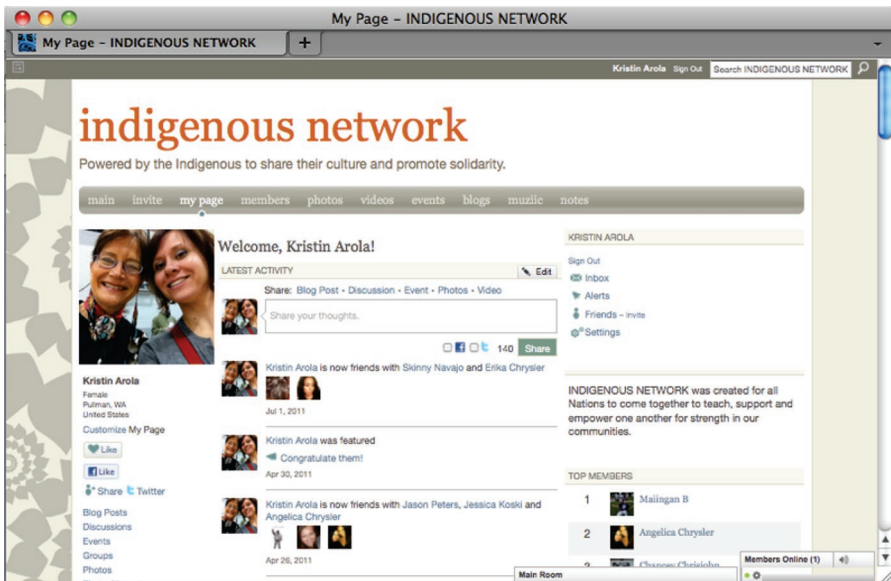 My Page – INDIGENOUS NETWORK
My Page – INDIGENOUS NETWORK
+
Kristin Arola Sign Out Search INDIGENOUS NETWORK
indigenous network
Powered by the Indigenous to share their culture and promote solidarity.
main invite my page members photos videos events blogs muziic notes
Kristin Arola
Female
Pullman, WA
United States
Customize My Page
Like
Like
Share Twitter
Blog Posts
Discussions
Events
Groups
Photos
Welcome, Kristin Arola!
LATEST ACTIVITY Edit
Share: Blog Post • Discussion • Event • Photos • Video
Share your thoughts.
140 Share
Kristin Arola is now friends with Skinny Navajo and Erika Chrysler
Jul 1, 2011
Kristin Arola was featured
Congratulate them!
Apr 30, 2011
Kristin Arola is now friends with Jason Peters, Jessica Koski and
Angelica Chrysler
Apr 26, 2011
KRISTIN AROLA
Sign Out
Inbox
Alerts
Friends – Invite
Settings
INDIGENOUS NETWORK was created for all
Nations to come together to teach, support and
empower one another for strength in our
communities.
TOP MEMBERS
1 Maiingan B
2 Angelica Chrysler
Main Room
Members Online (1)